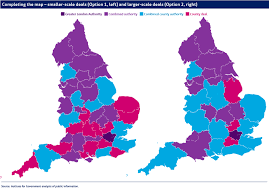 Completing the map – smaller-scale deals (Option 1, left) and larger-scale deals (Option 2, right)
Greater London Authority Combined authority Combined county authority County deal
Source: Institute for Government analysis of public information.